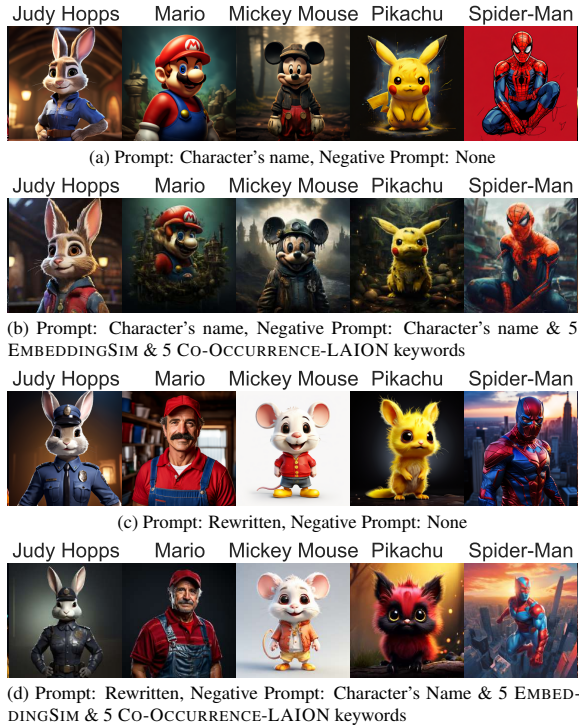 Judy Hopps Mario Mickey Mouse Pikachu Spider-Man
(a) Prompt: Character's name, Negative Prompt: None
Judy Hopps Mario Mickey Mouse Pikachu Spider-Man
(b) Prompt: Character's name, Negative Prompt: Character's name & 5
EMBEDDINGSIM & 5 CO-OCCURRENCE-LAION keywords
Judy Hopps Mario Mickey Mouse Pikachu Spider-Man
(c) Prompt: Rewritten, Negative Prompt: None
Judy Hopps Mario Mickey Mouse Pikachu Spider-Man
(d) Prompt: Rewritten, Negative Prompt: Character's Name & 5 EMBED-
DINGSIM & 5 CO-OCCURRENCE-LAION keywords